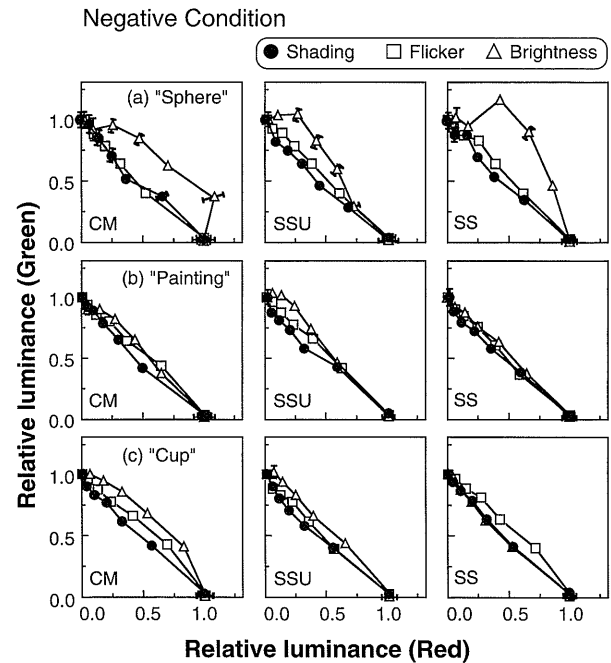 Negative Condition
Shading Flicker Brightness
(a) "Sphere"
1.0
0.5
0.0
CM
SSU
SS
(b) "Painting"
1.0
0.5
0.0
CM
SSU
SS
(c) "Cup"
1.0
0.5
0.0
CM
SSU
SS
0.0 0.5 1.0 0.0 0.5 1.0 0.0 0.5 1.0
Relative luminance (Green)
Relative luminance (Red)